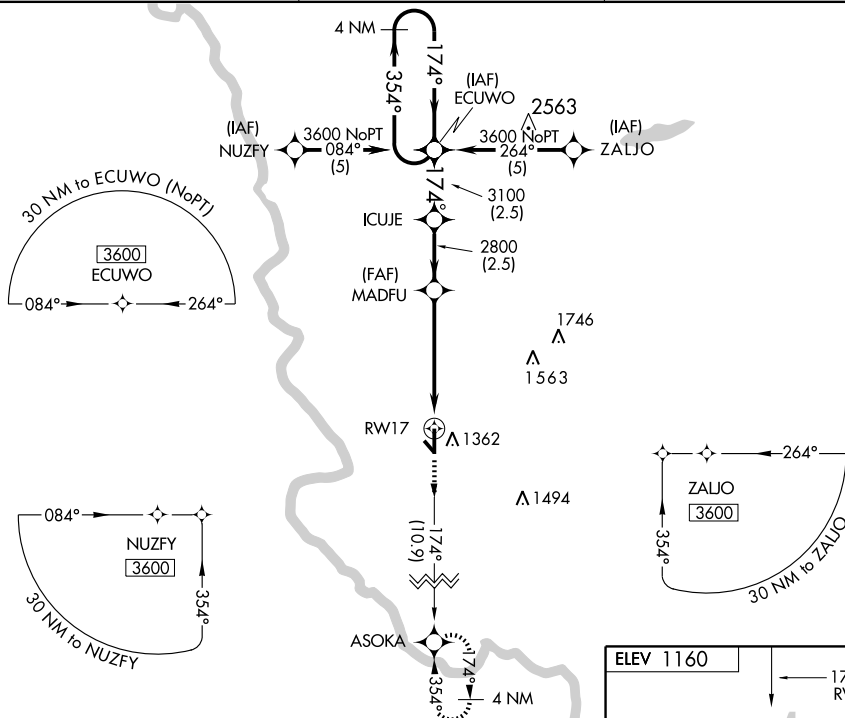 4 NM
174°
354°
(IAF)
ECUWO
2563
(IAF)
NUZFY
3600 NoPT
084°
(5)
3600 NoPT
264°
(5)
(IAF)
ZALJO
174°
3100
(2.5)
ICUJE
2800
(2.5)
(FAF)
MADFU
30 NM to ECUWO (NoPT)
3600
ECUWO
084°
264°
1746
1563
RW17
1362
1494
174°
(10.9)
084°
NUZFY
3600
354°
30 NM to NUZFY
264°
ZALJO
3600
354°
30 NM to ZALJO
ASOKA
174°
354°
4 NM
ELEV 1160